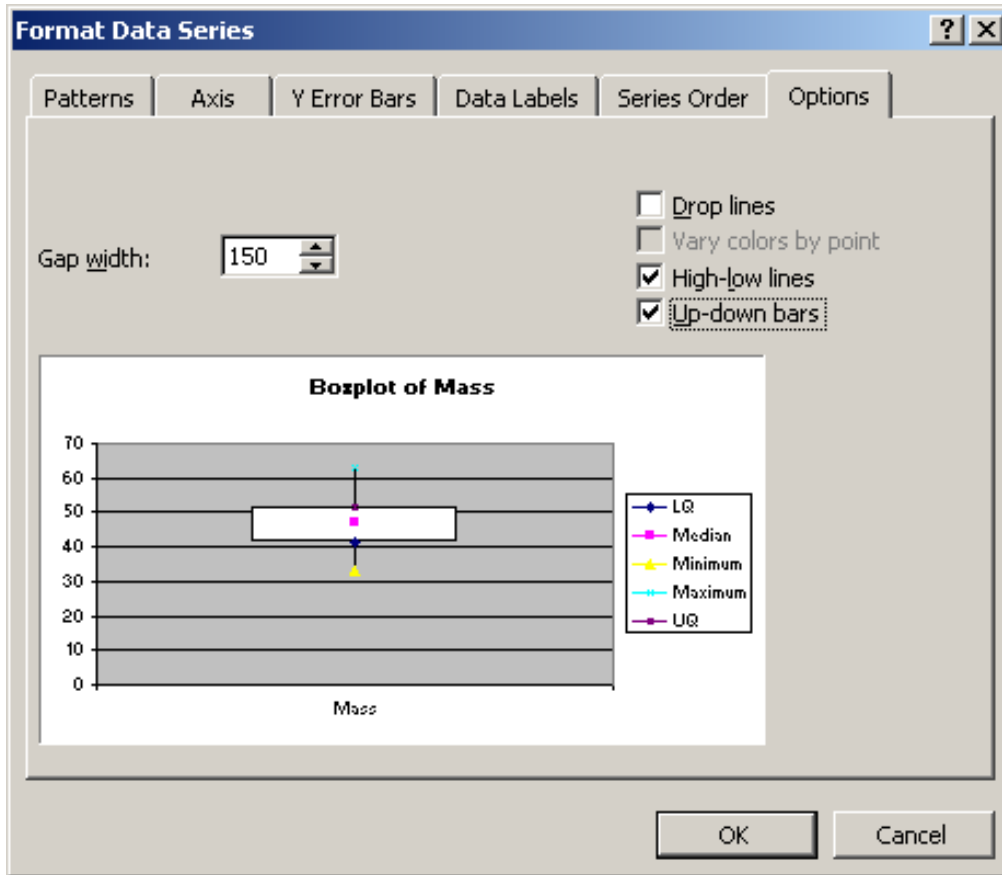 Format Data Series
Patterns Axis Y Error Bars Data Labels Series Order Options
Gap width: 150
Drop lines
Vary colors by point
High-low lines
Up-down bars
Boxplot of Mass
70
60
50
40
30
20
10
0
Mass
LQ
Median
Minimum
Maximum
UQ
OK Cancel